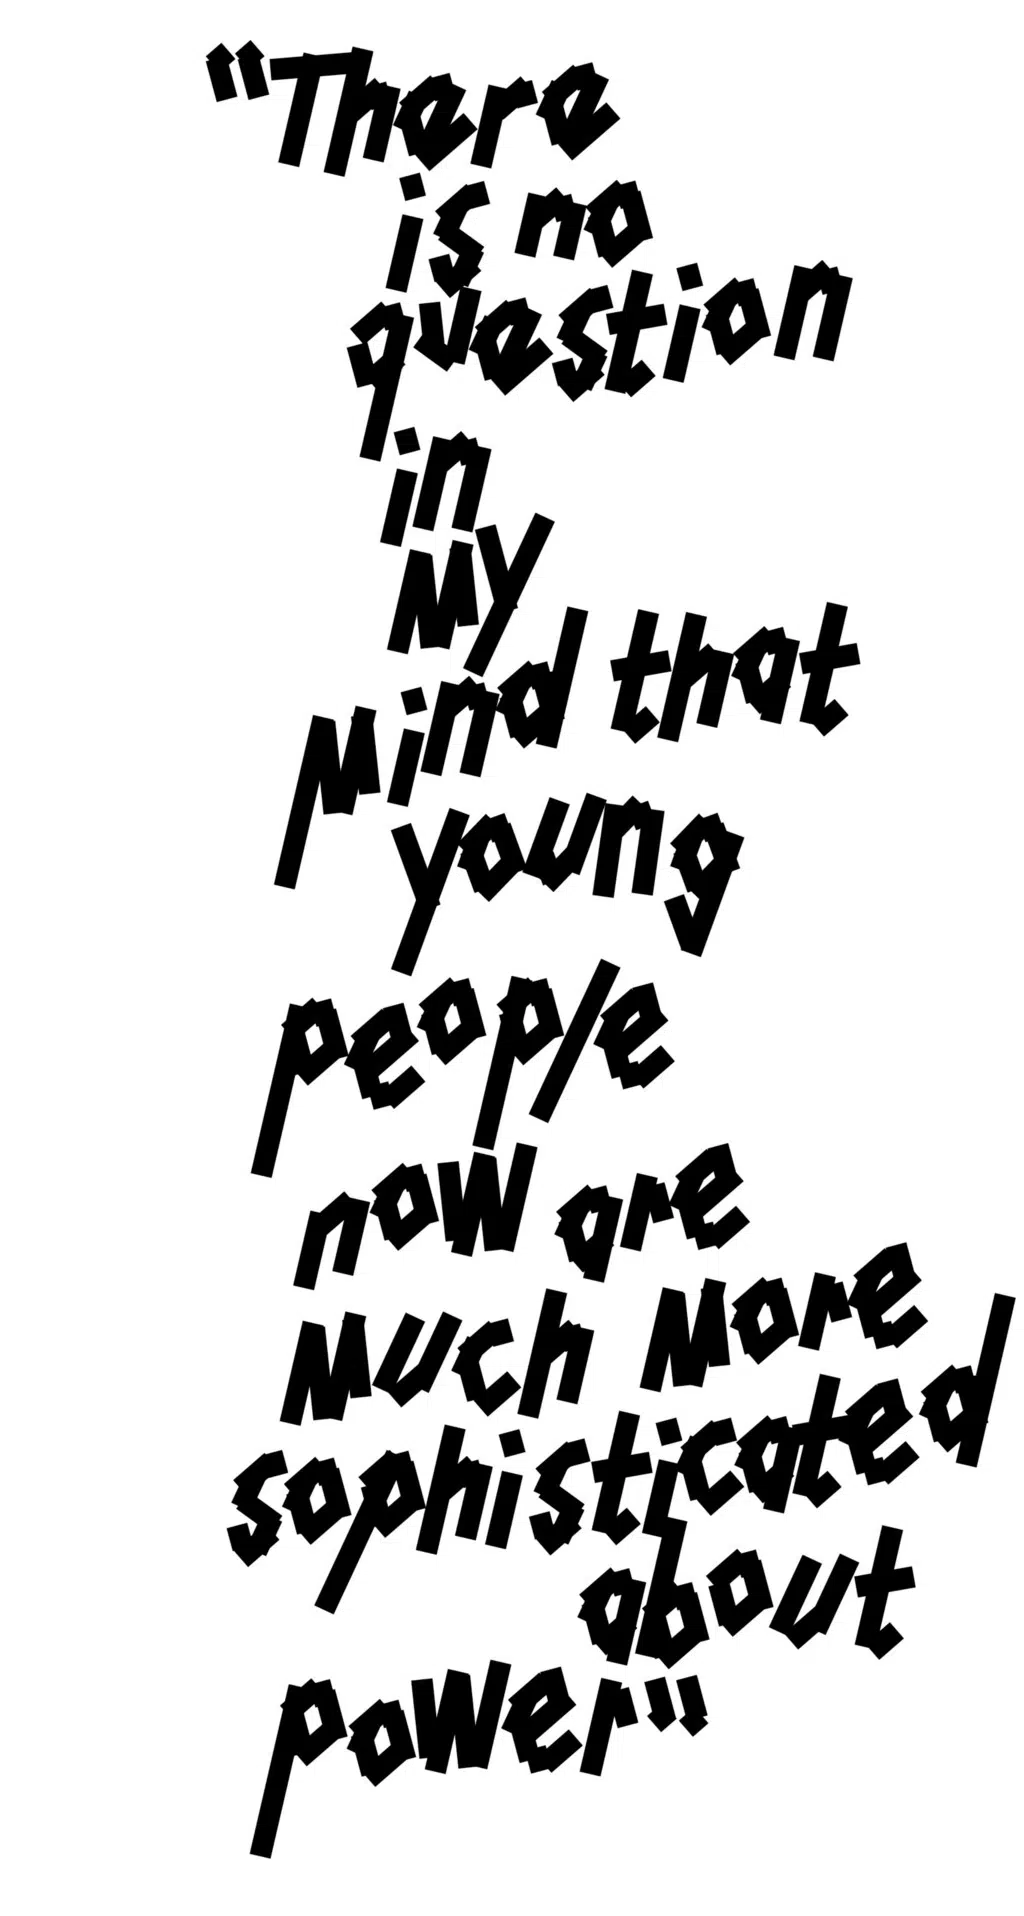 “There
is no
question
in
My
Mind that
young
people
now are
Much More
sophisticated
about
power”